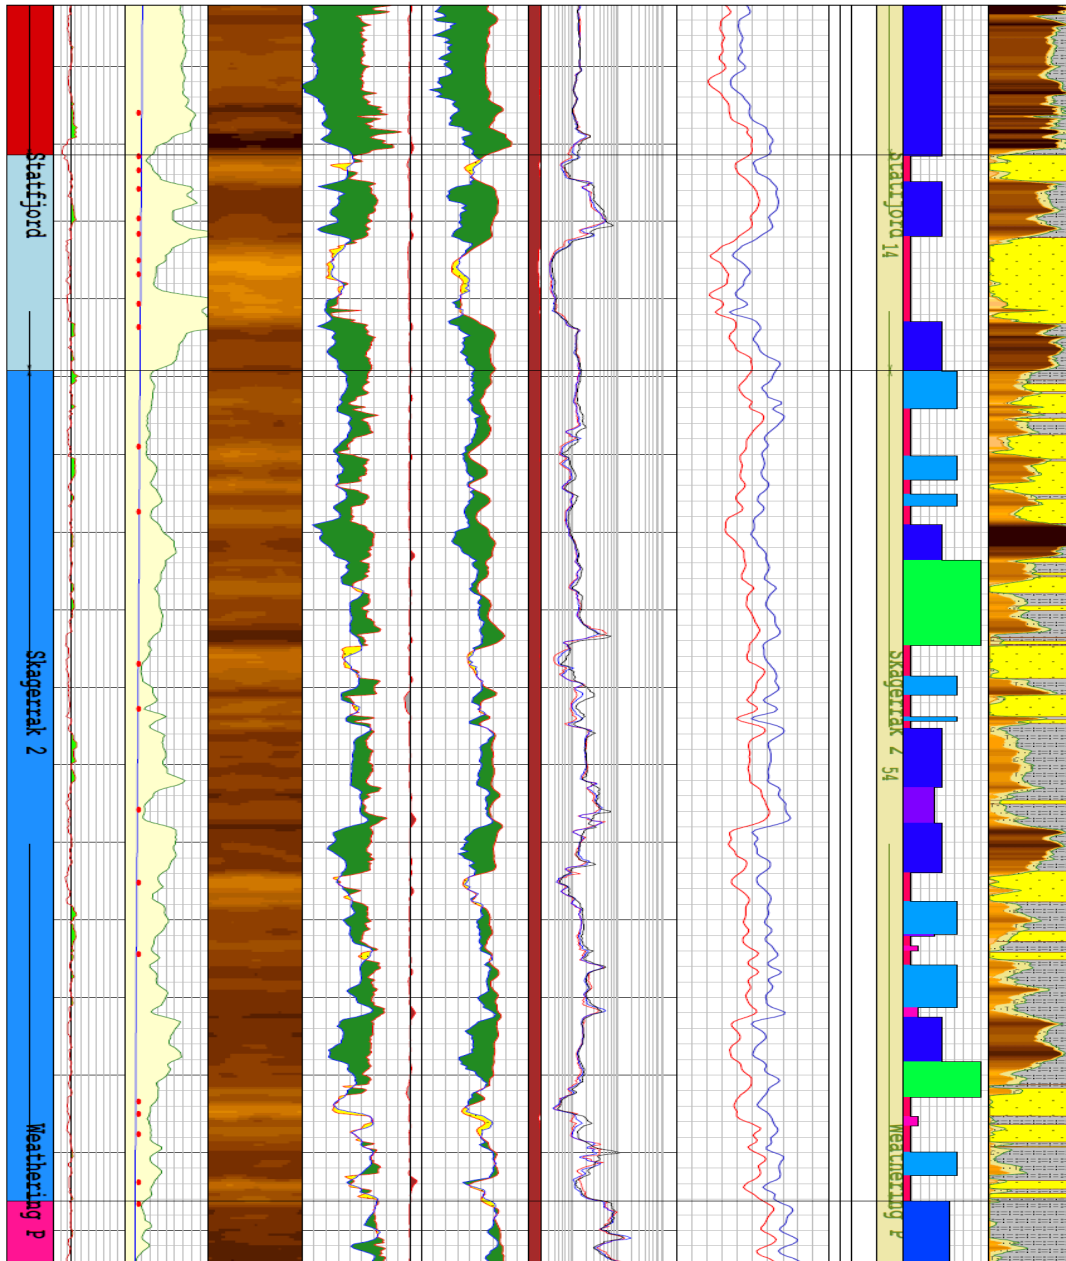 Statfjord
Statfjord 14
Skagerrak 2
Skagerrak 2 54
Weathering P
Weathering P